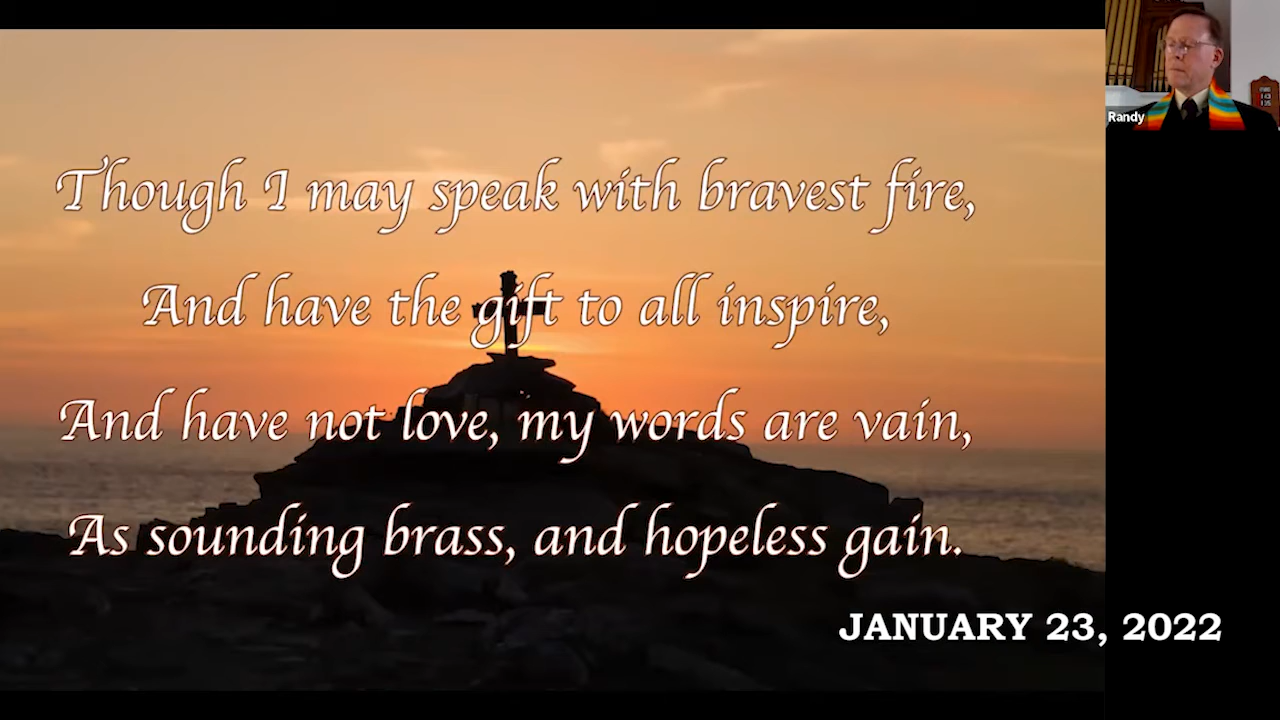 Though I may speak with bravest fire,
And have the gift to all inspire,
And have not love, my words are vain,
As sounding brass, and hopeless gain.
JANUARY 23, 2022
Randy